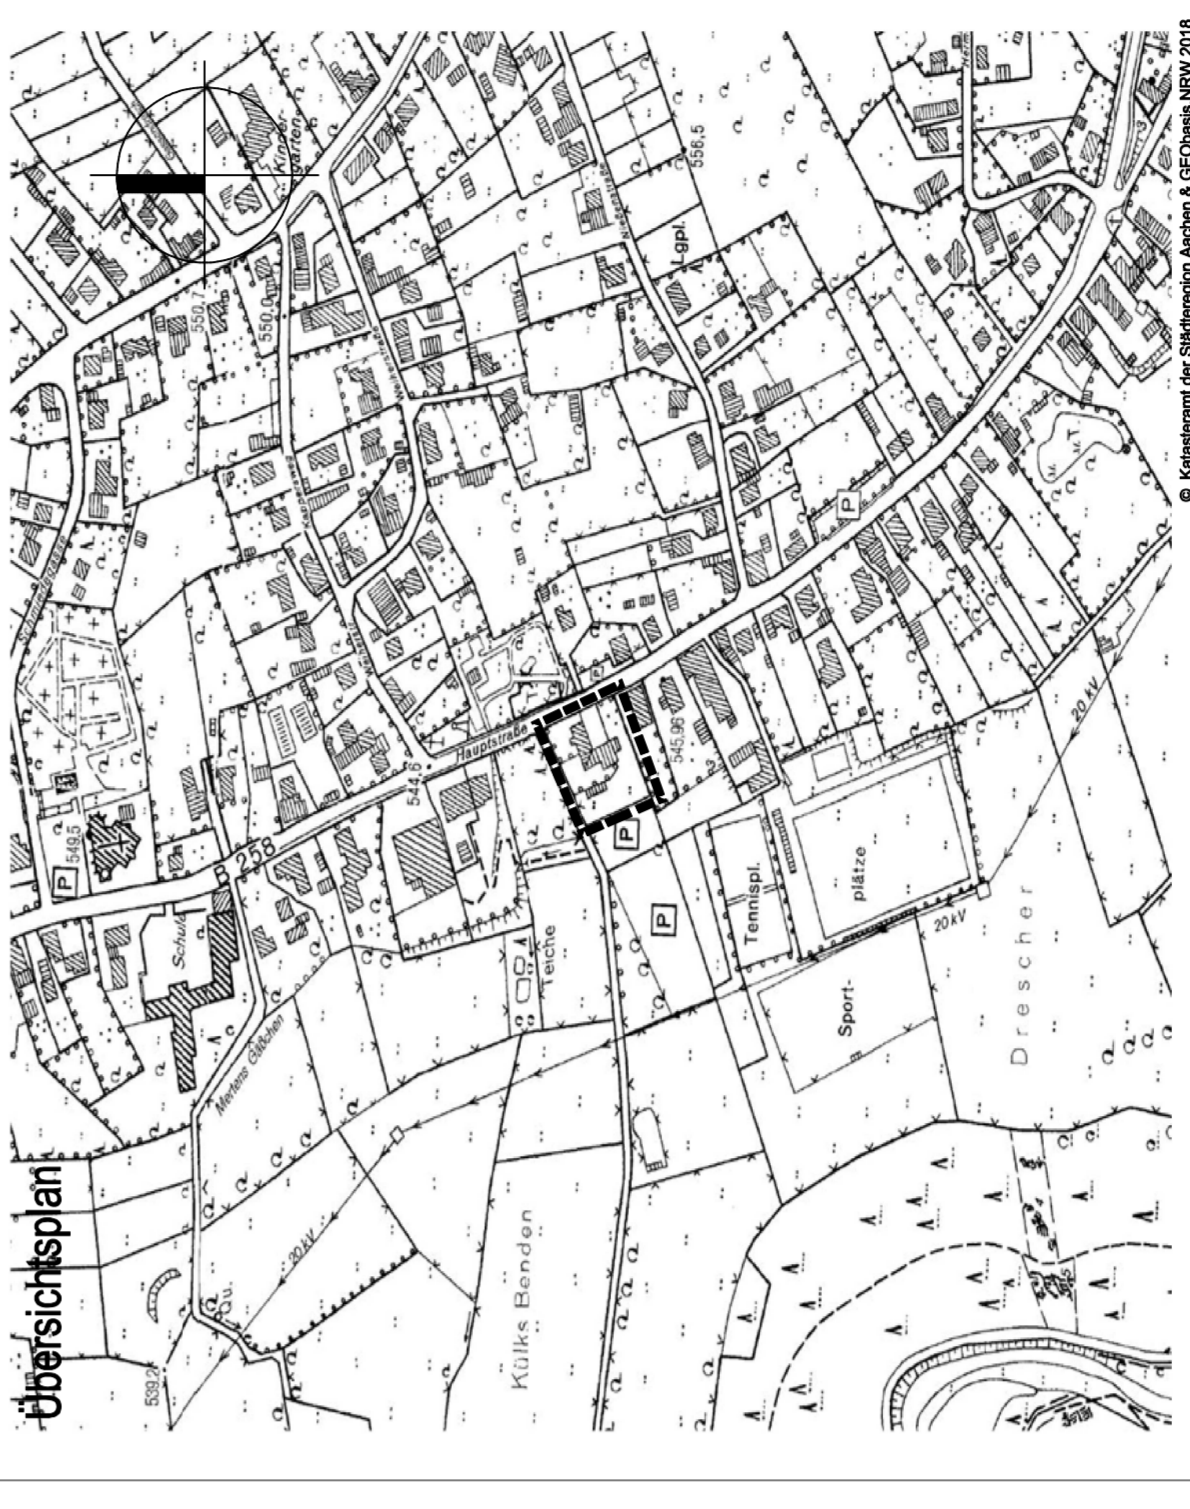 Übersichtsplan
© Katasteramt der Städteregion Aachen & GEObasis NRW 2018
Kinder-
garten
550,7
550,0
556,5
Lgpl.
Hauptstraße
544,6
B 258
549,5
P
Schule
Mertens Gäßchen
545,96
P
P
P
Teiche
Tennispl.
Sport-
plätze
20 kV
20 kV
20 kV
Drescher
Külks Benden
Qu.
539,2